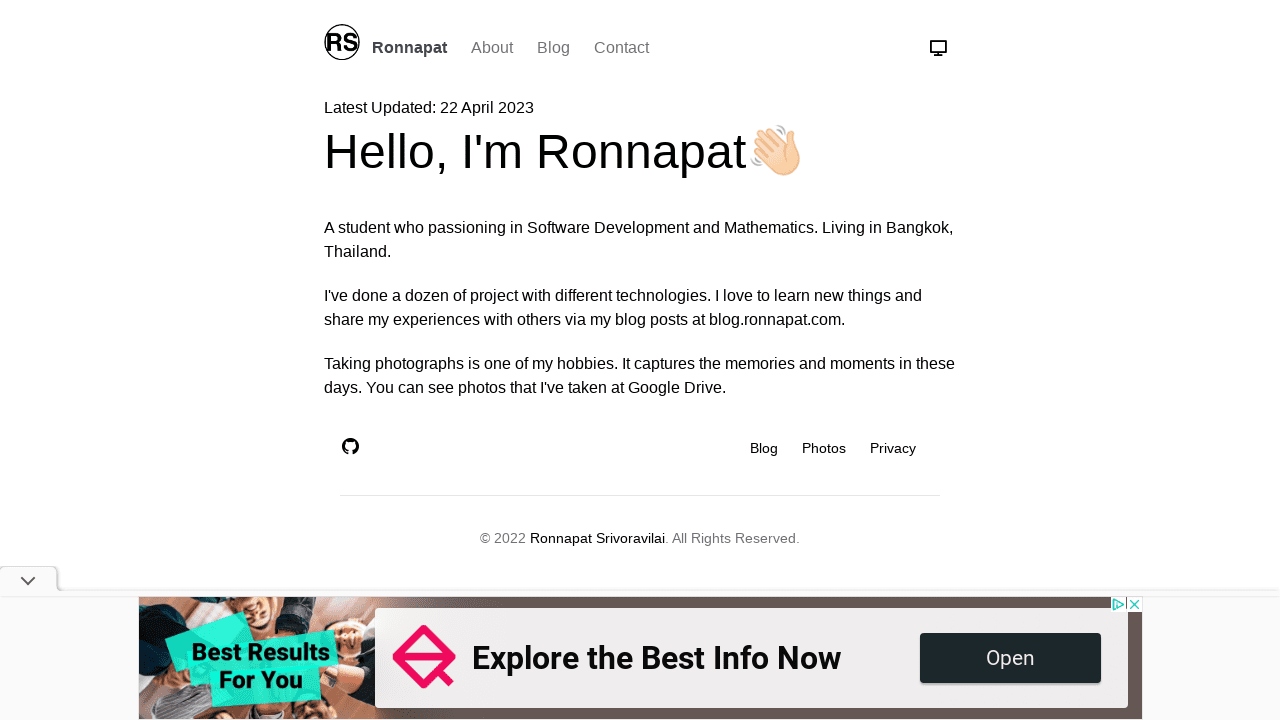 RS Ronnapat About Blog Contact
Latest Updated: 22 April 2023
Hello, I'm Ronnapat👋🏻
A student who passioning in Software Development and Mathematics. Living in Bangkok,
Thailand.
I've done a dozen of project with different technologies. I love to learn new things and
share my experiences with others via my blog posts at blog.ronnapat.com.
Taking photographs is one of my hobbies. It captures the memories and moments in these
days. You can see photos that I've taken at Google Drive.
Blog Photos Privacy
© 2022 Ronnapat Srivoravilai. All Rights Reserved.
Best Results
For You
Explore the Best Info Now
Open